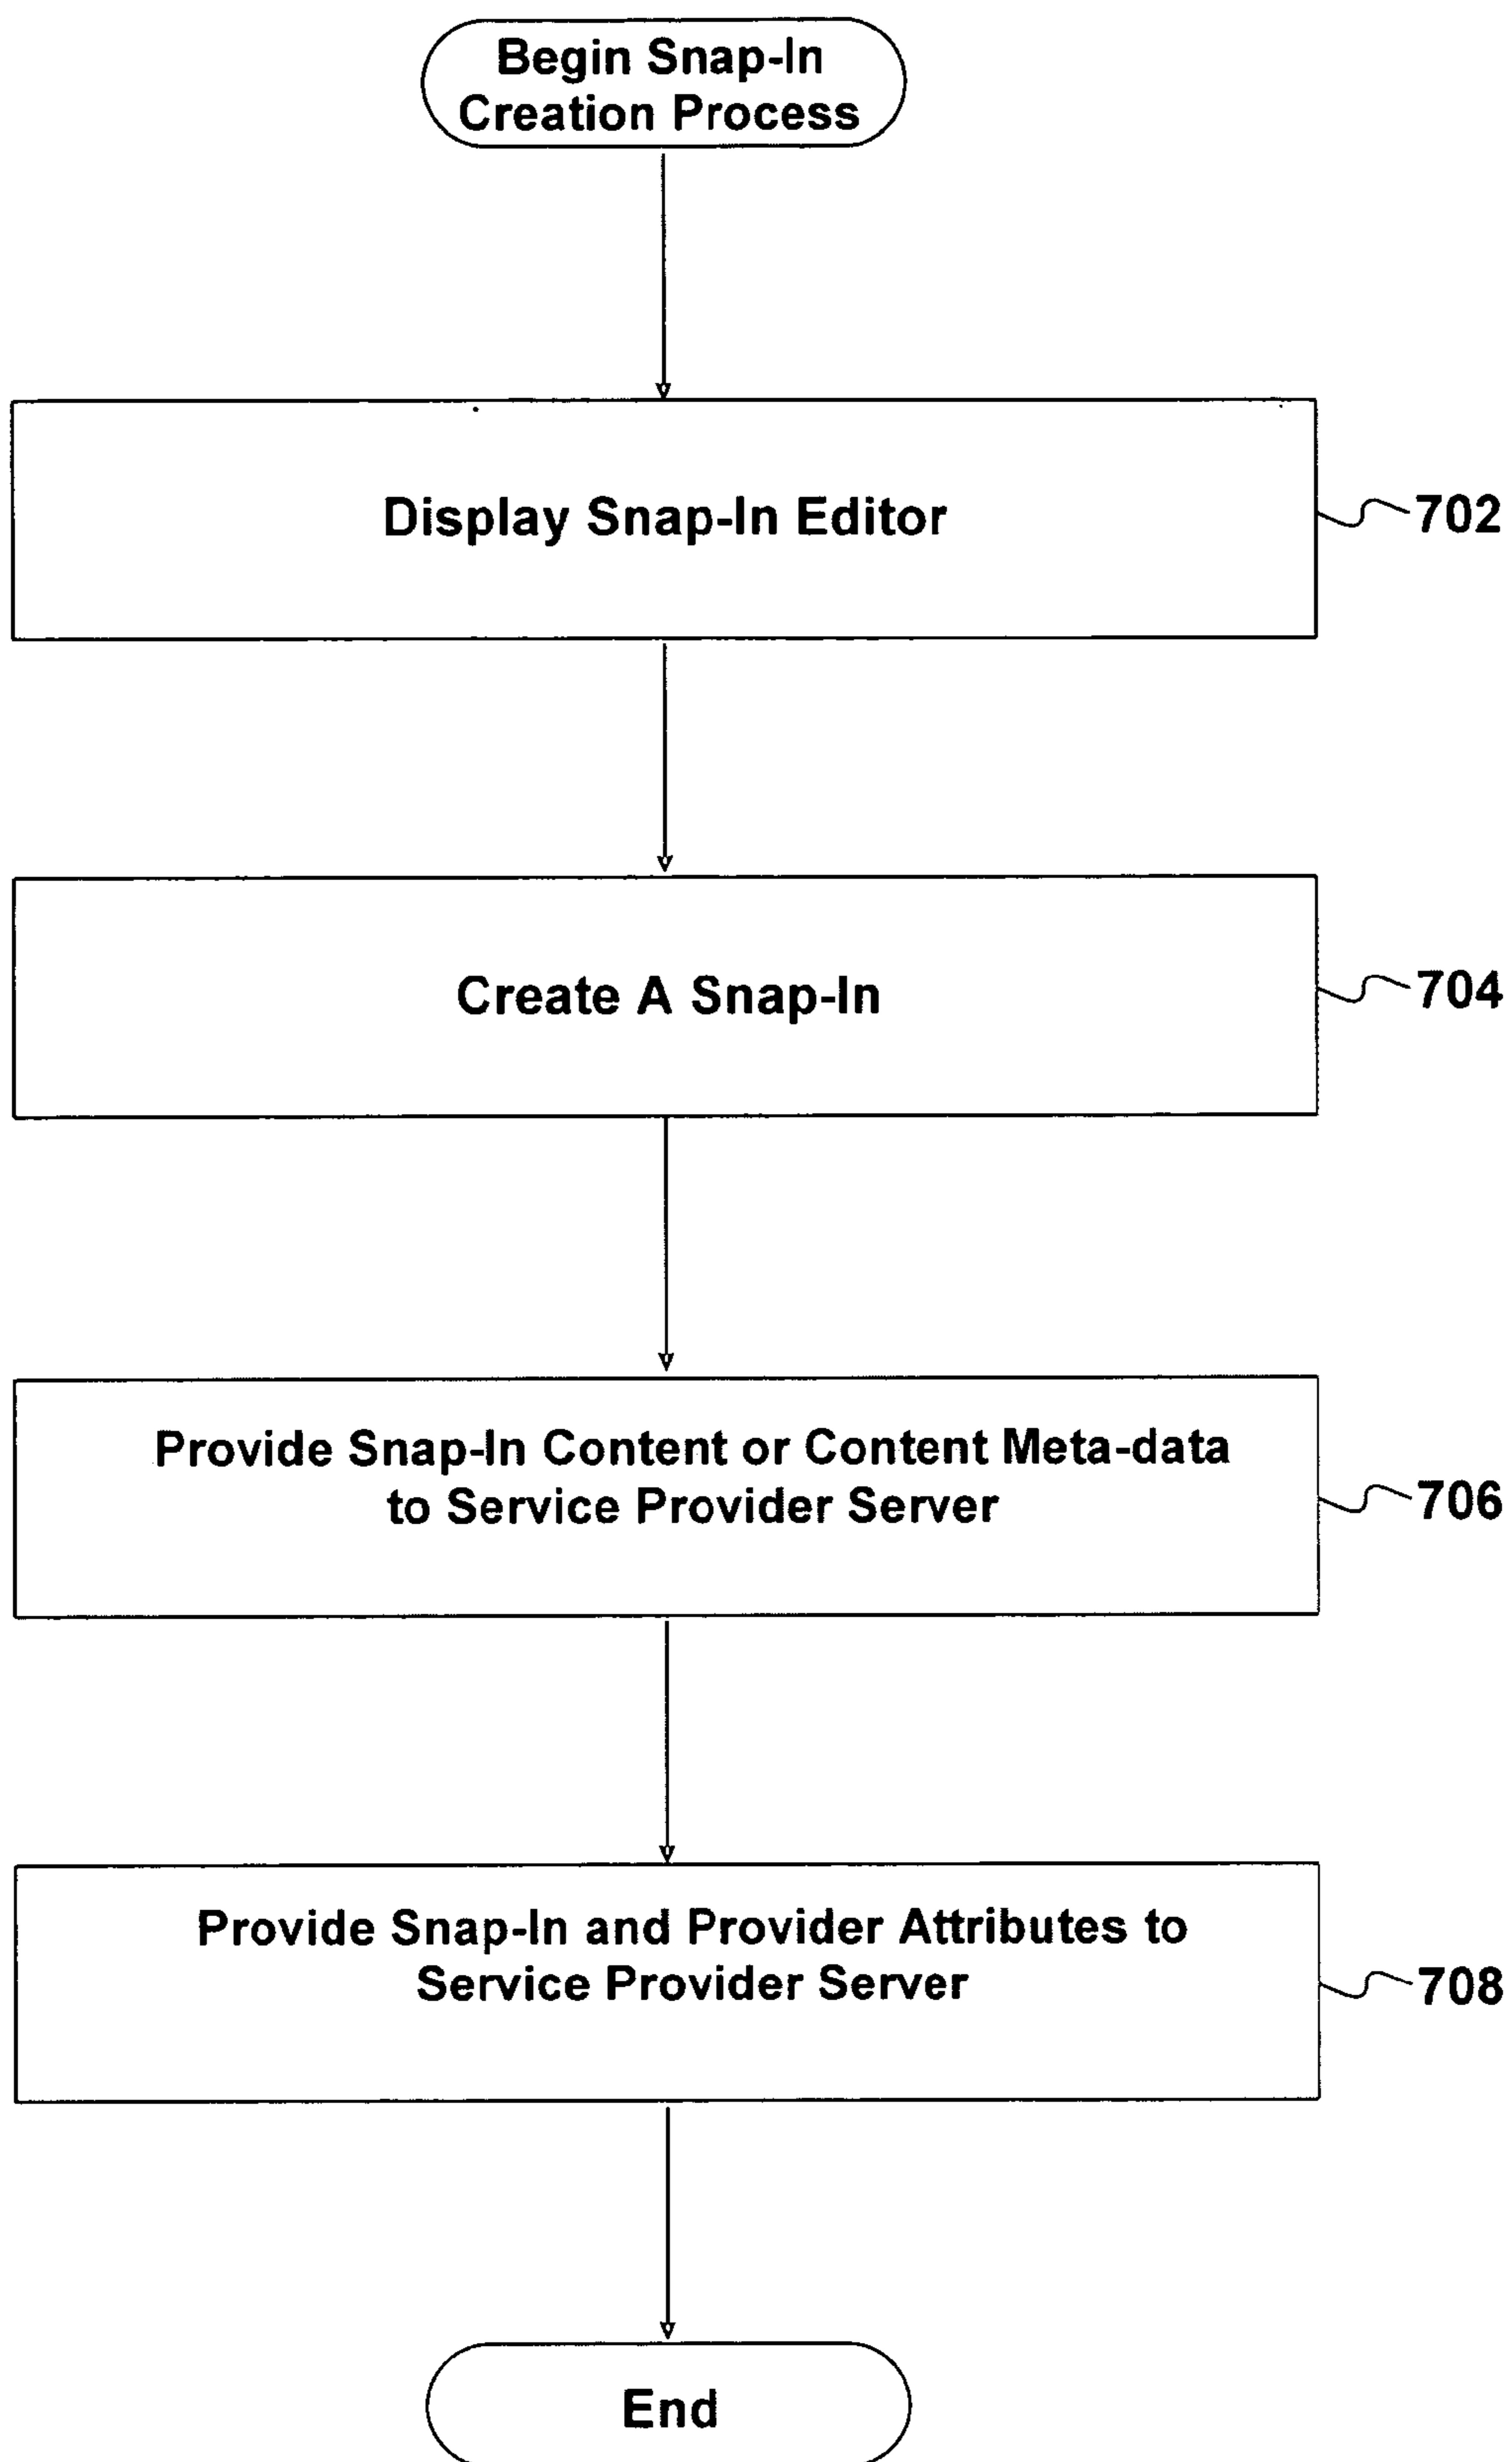 Begin Snap-In
Creation Process
Display Snap-In Editor
702
Create A Snap-In
704
Provide Snap-In Content or Content Meta-data
to Service Provider Server
706
Provide Snap-In and Provider Attributes to
Service Provider Server
708
End